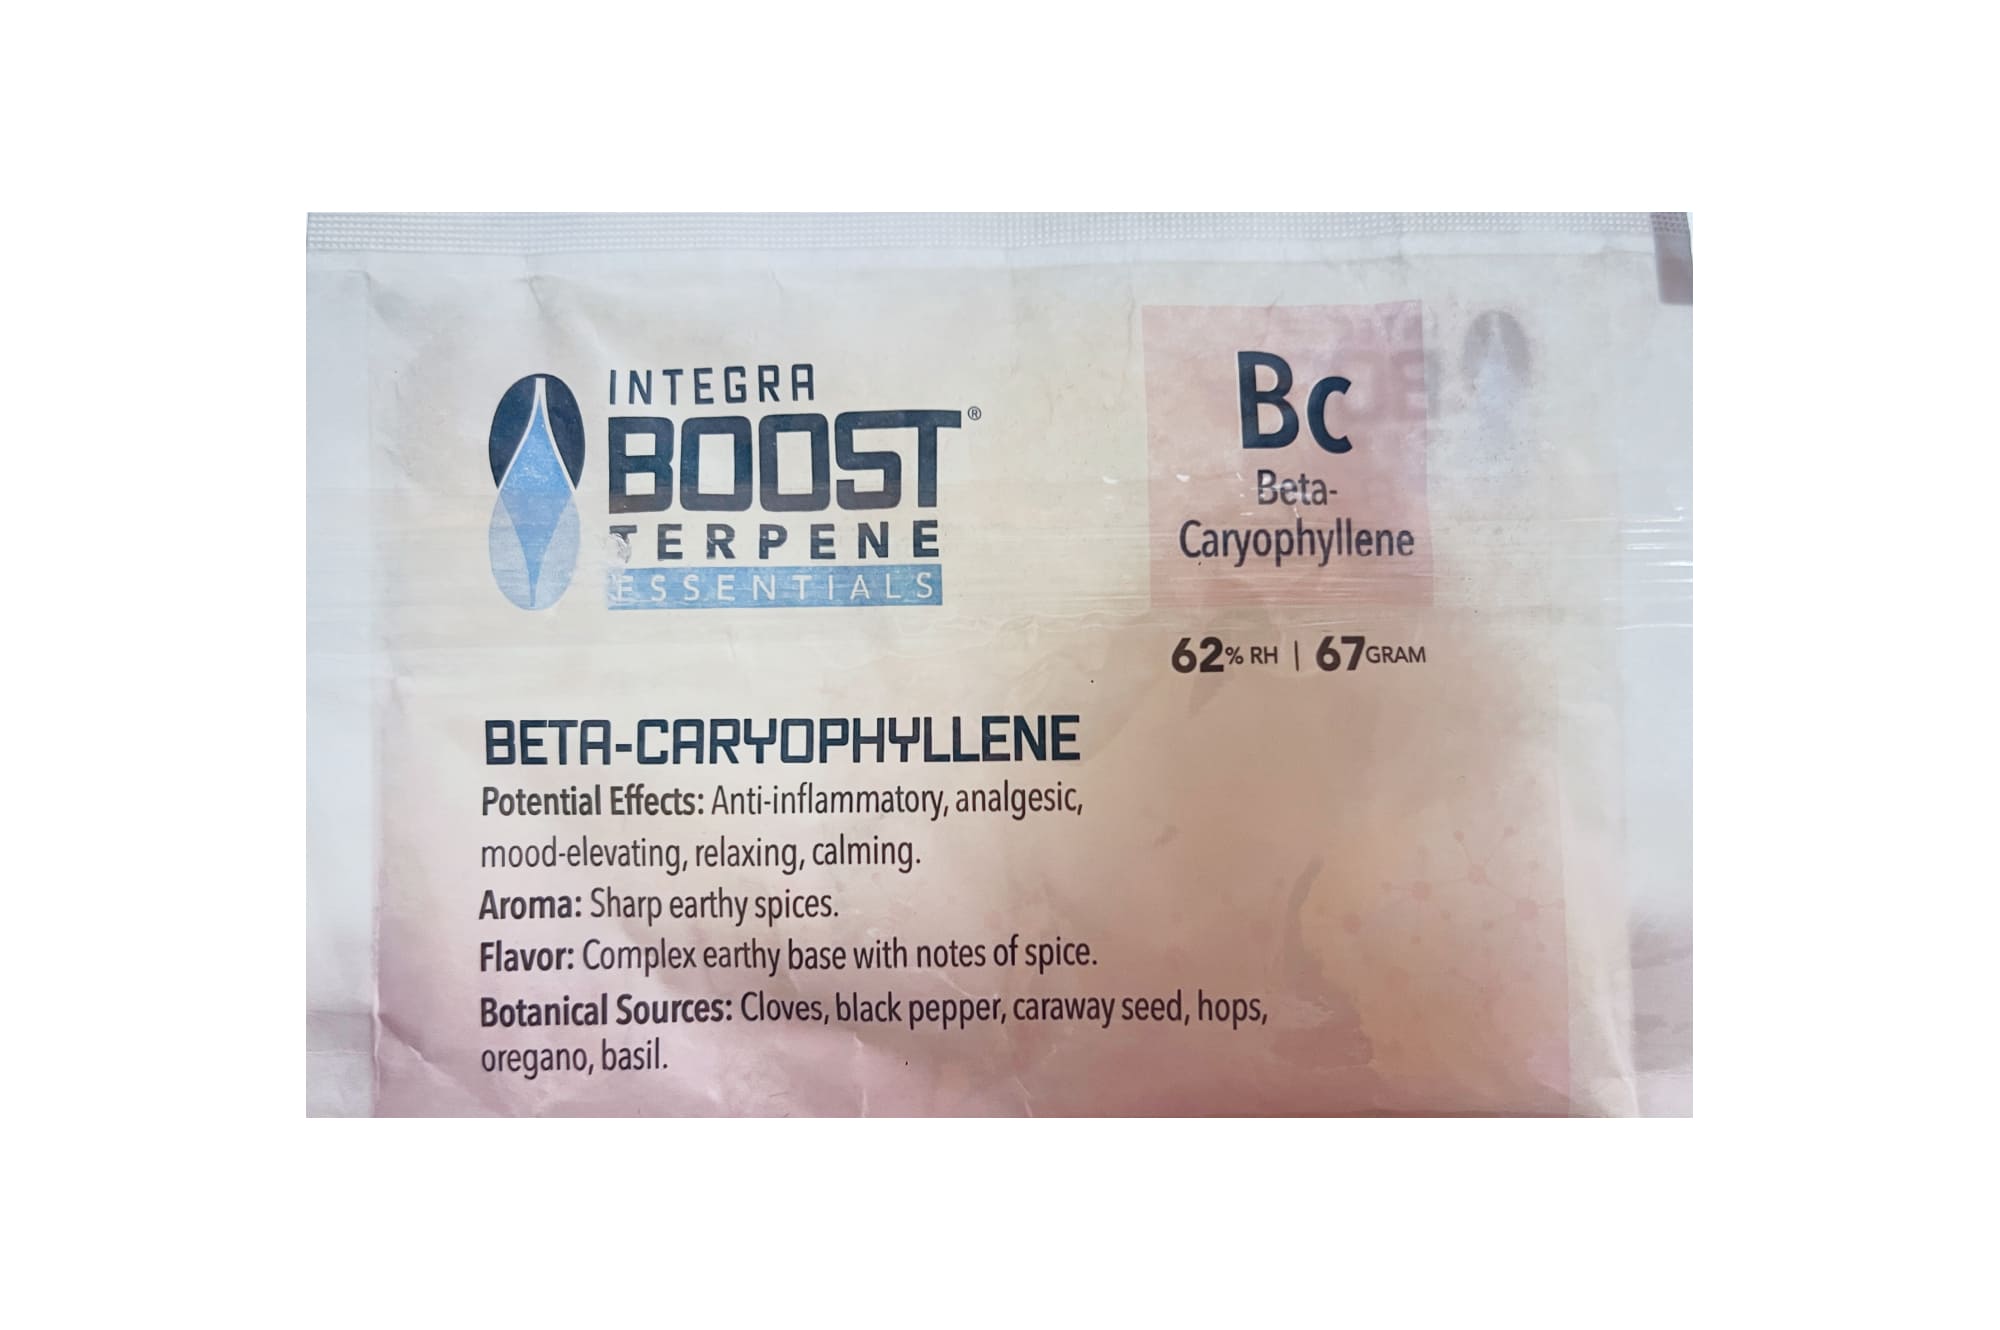 INTEGRA
BOOST®
TERPENE
ESSENTIALS
Bc
Beta-
Caryophyllene
62% RH | 67GRAM
BETA-CARYOPHYLLENE
Potential Effects: Anti-inflammatory, analgesic,
mood-elevating, relaxing, calming.
Aroma: Sharp earthy spices.
Flavor: Complex earthy base with notes of spice.
Botanical Sources: Cloves, black pepper, caraway seed, hops,
oregano, basil.